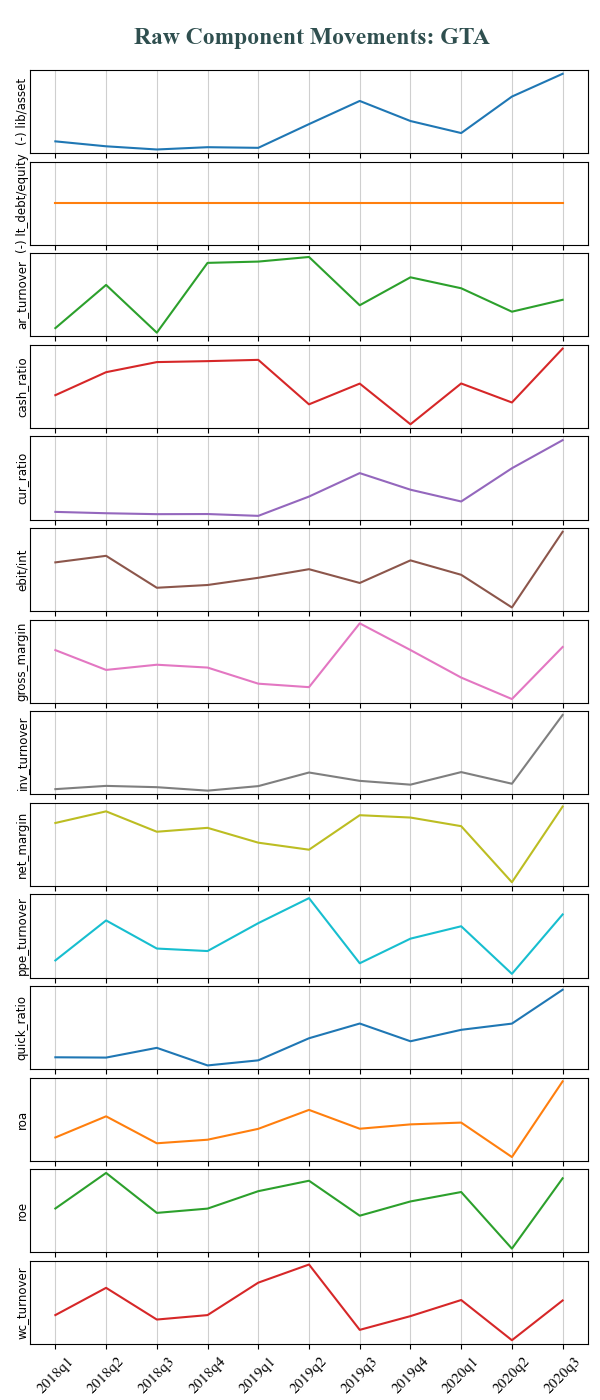 Raw Component Movements: GTA
(-) lib/asset
(-) lt_debt/equity
ar_turnover
cash_ratio
cur_ratio
ebit/int
gross_margin
inv_turnover
net_margin
ppe_turnover
quick_ratio
roa
roe
wc_turnover
2018q1 2018q2 2018q3 2018q4 2019q1 2019q2 2019q3 2019q4 2020q1 2020q2 2020q3